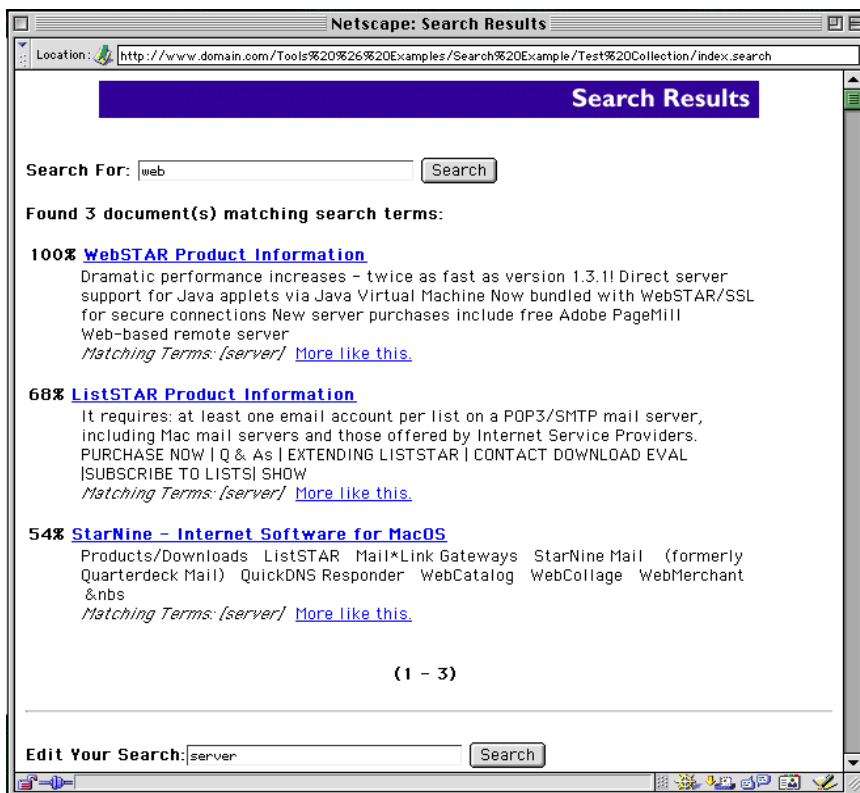 Netscape: Search Results
Location: http://www.domain.com/Tools%20%26%20Examples/Search%20Example/Test%20Collection/index.search
Search Results
Search For: web Search
Found 3 document(s) matching search terms:
100% WebSTAR Product Information
Dramatic performance increases - twice as fast as version 1.3.1! Direct server
support for Java applets via Java Virtual Machine Now bundled with WebSTAR/SSL
for secure connections New server purchases include free Adobe PageMill
Web-based remote server
Matching Terms: [server] More like this.
68% ListSTAR Product Information
It requires: at least one email account per list on a POP3/SMTP mail server,
including Mac mail servers and those offered by Internet Service Providers.
PURCHASE NOW | Q & As | EXTENDING LISTSTAR | CONTACT DOWNLOAD EVAL
|SUBSCRIBE TO LISTS| SHOW
Matching Terms: [server] More like this.
54% StarNine - Internet Software for MacOS
Products/Downloads ListSTAR Mail*Link Gateways StarNine Mail (formerly
Quarterdeck Mail) QuickDNS Responder WebCatalog WebCollage WebMerchant
&nbs
Matching Terms: [server] More like this.
(1 - 3)
Edit Your Search: server Search